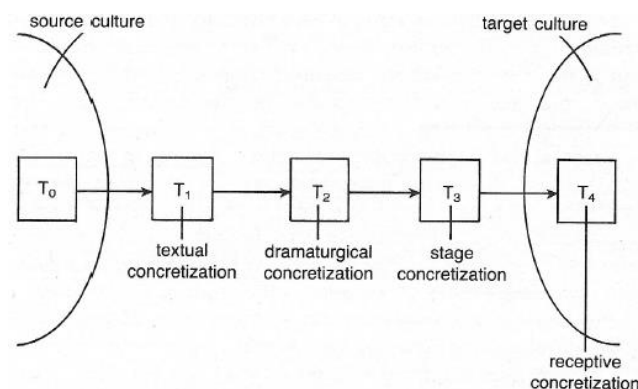 source culture
target culture
T₀
T₁
T₂
T₃
T₄
textual
concretization
dramaturgical
concretization
stage
concretization
receptive
concretization